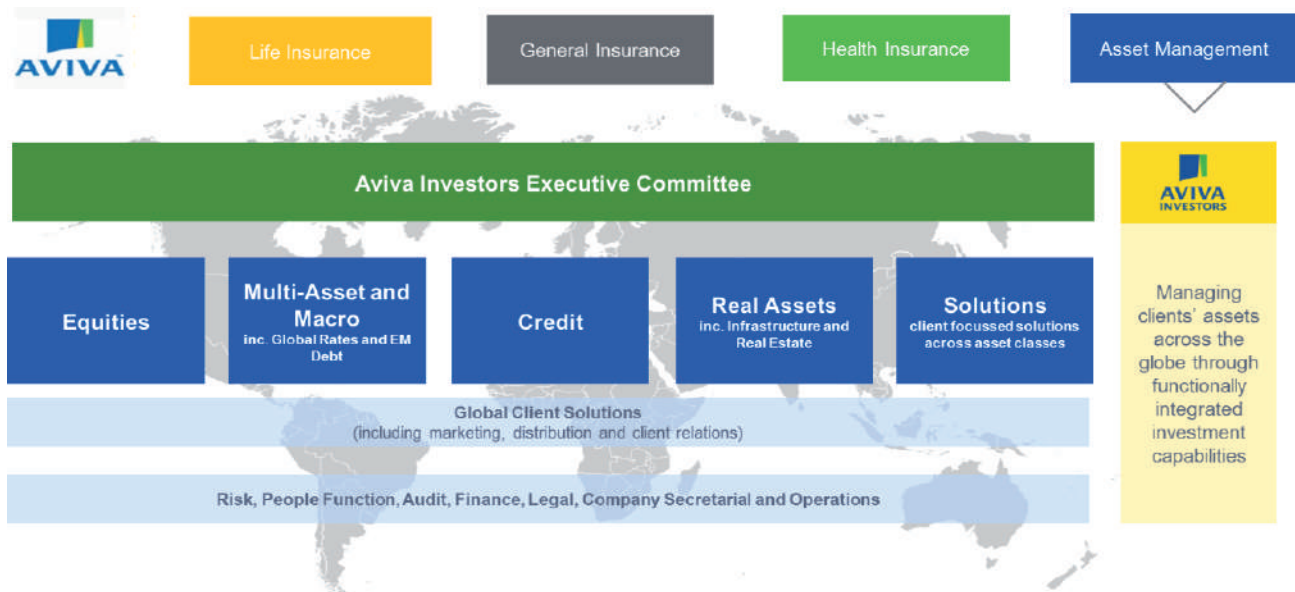 AVIVA
Life Insurance
General Insurance
Health Insurance
Asset Management
Aviva Investors Executive Committee
AVIVA
INVESTORS
Equities
Multi-Asset and
Macro
inc. Global Rates and EM
Debt
Credit
Real Assets
inc. Infrastructure and
Real Estate
Solutions
client focussed solutions
across asset classes
Managing
clients' assets
across the
globe through
functionally
integrated
investment
capabilities
Global Client Solutions
(including marketing, distribution and client relations)
Risk, People Function, Audit, Finance, Legal, Company Secretarial and Operations